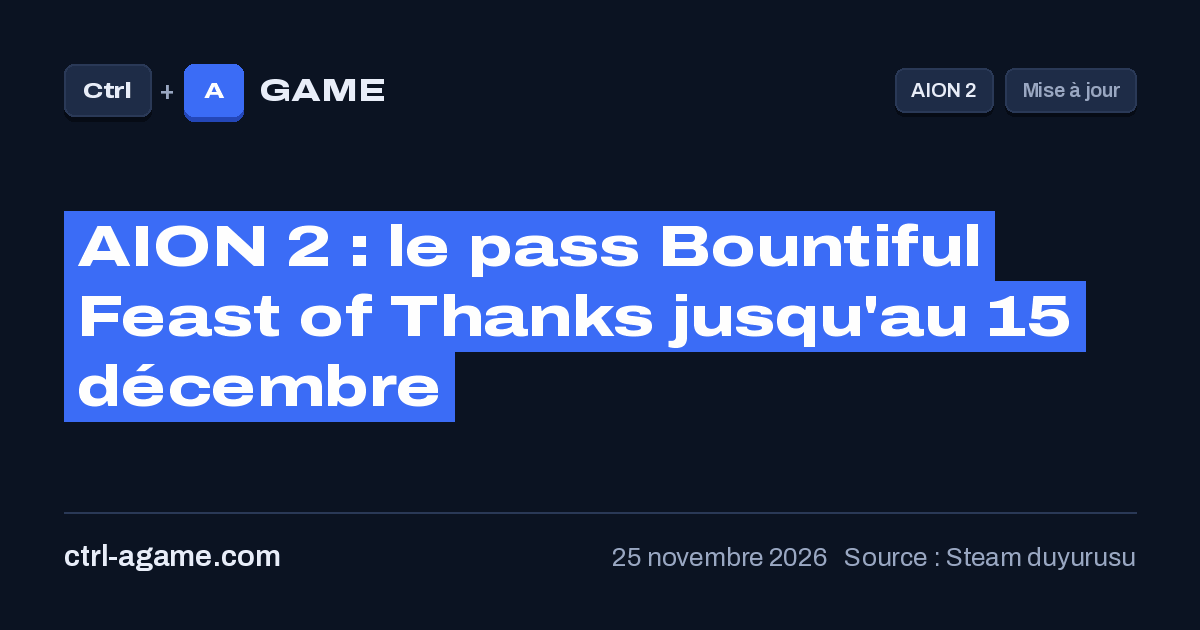 Ctrl + A GAME
AION 2 Mise à jour
AION 2 : le pass Bountiful
Feast of Thanks jusqu'au 15
décembre
ctrl-agame.com
25 novembre 2026 Source : Steam duyurusu